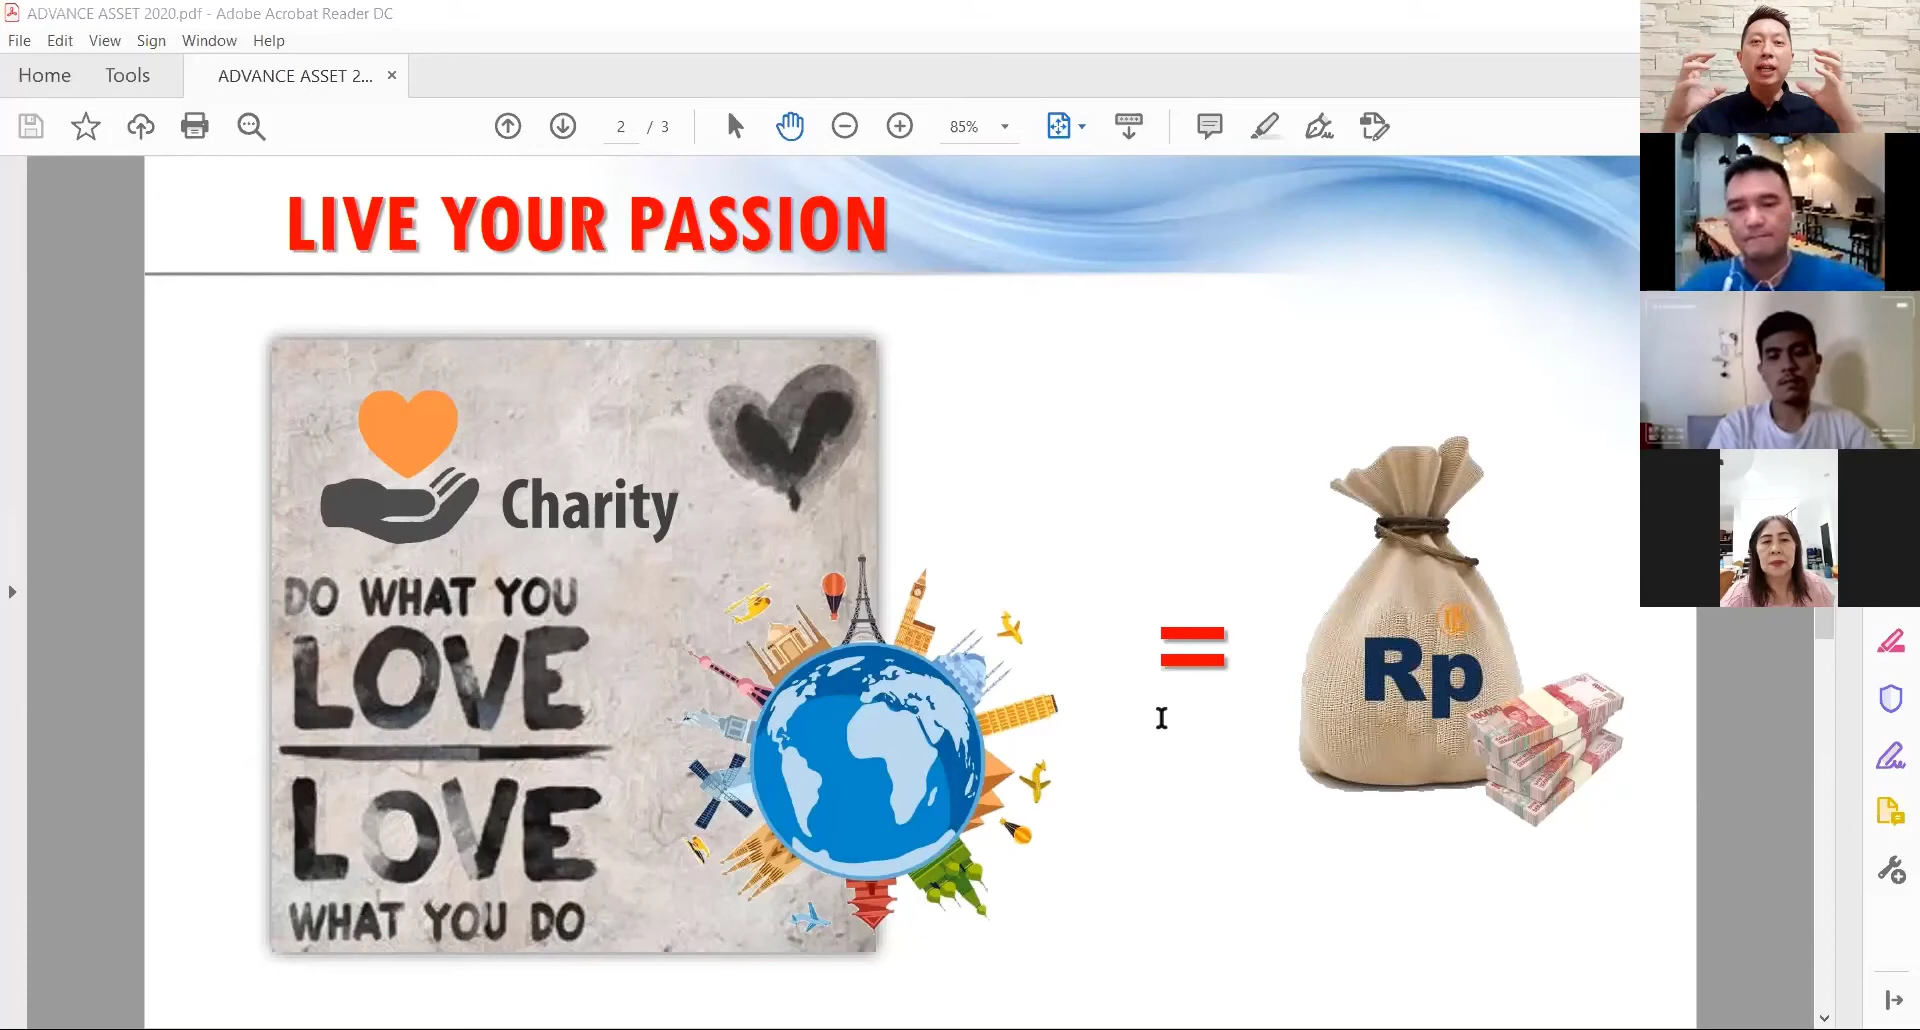 ADVANCE ASSET 2020.pdf - Adobe Acrobat Reader DC
File Edit View Sign Window Help
Home Tools ADVANCE ASSET 2... ×
2 / 3 85%
LIVE YOUR PASSION
Charity
DO WHAT YOU
LOVE
LOVE
WHAT YOU DO
=
Rp
100000